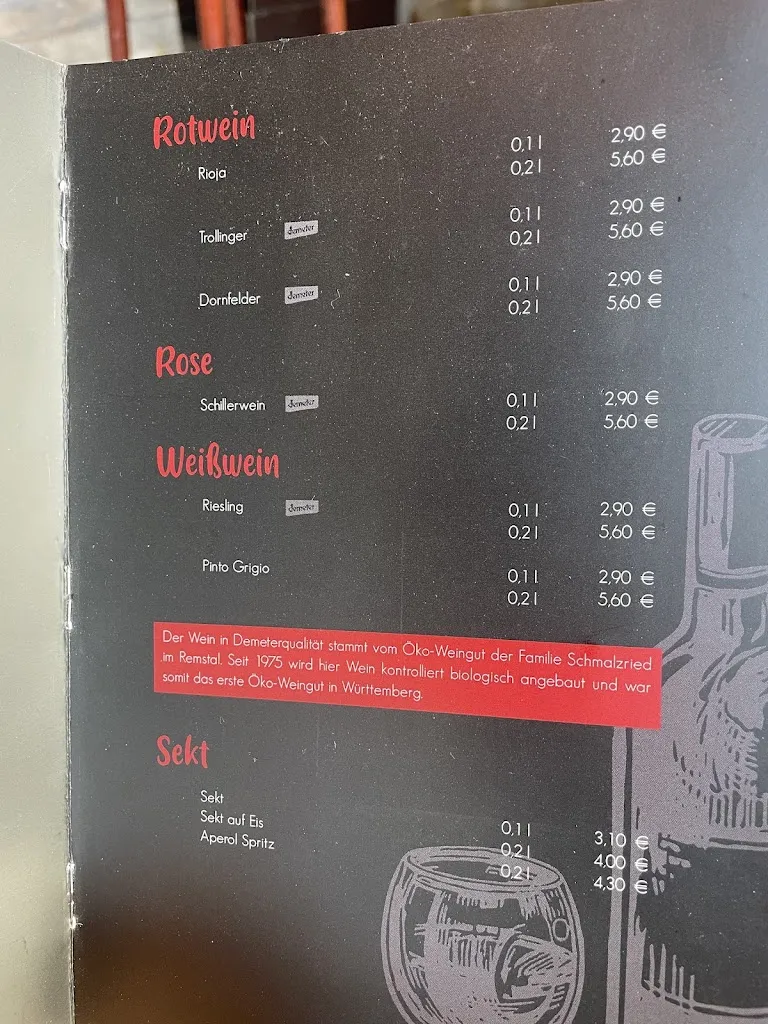 Rotwein
Rioja 0,1 l 2,90 €
0,2 l 5,60 €
Trollinger demeter 0,1 l 2,90 €
0,2 l 5,60 €
Dornfelder demeter 0,1 l 2,90 €
0,2 l 5,60 €
Rose
Schillerwein demeter 0,1 l 2,90 €
0,2 l 5,60 €
Weißwein
Riesling demeter 0,1 l 2,90 €
0,2 l 5,60 €
Pinto Grigio 0,1 l 2,90 €
0,2 l 5,60 €
Der Wein in Demeterqualität stammt vom Öko-Weingut der Familie Schmalzried
im Remstal. Seit 1975 wird hier Wein kontrolliert biologisch angebaut und war
somit das erste Öko-Weingut in Württemberg.
Sekt
Sekt 0,1 l 3,10 €
Sekt auf Eis 0,2 l 4,00 €
Aperol Spritz 0,2 l 4,30 €